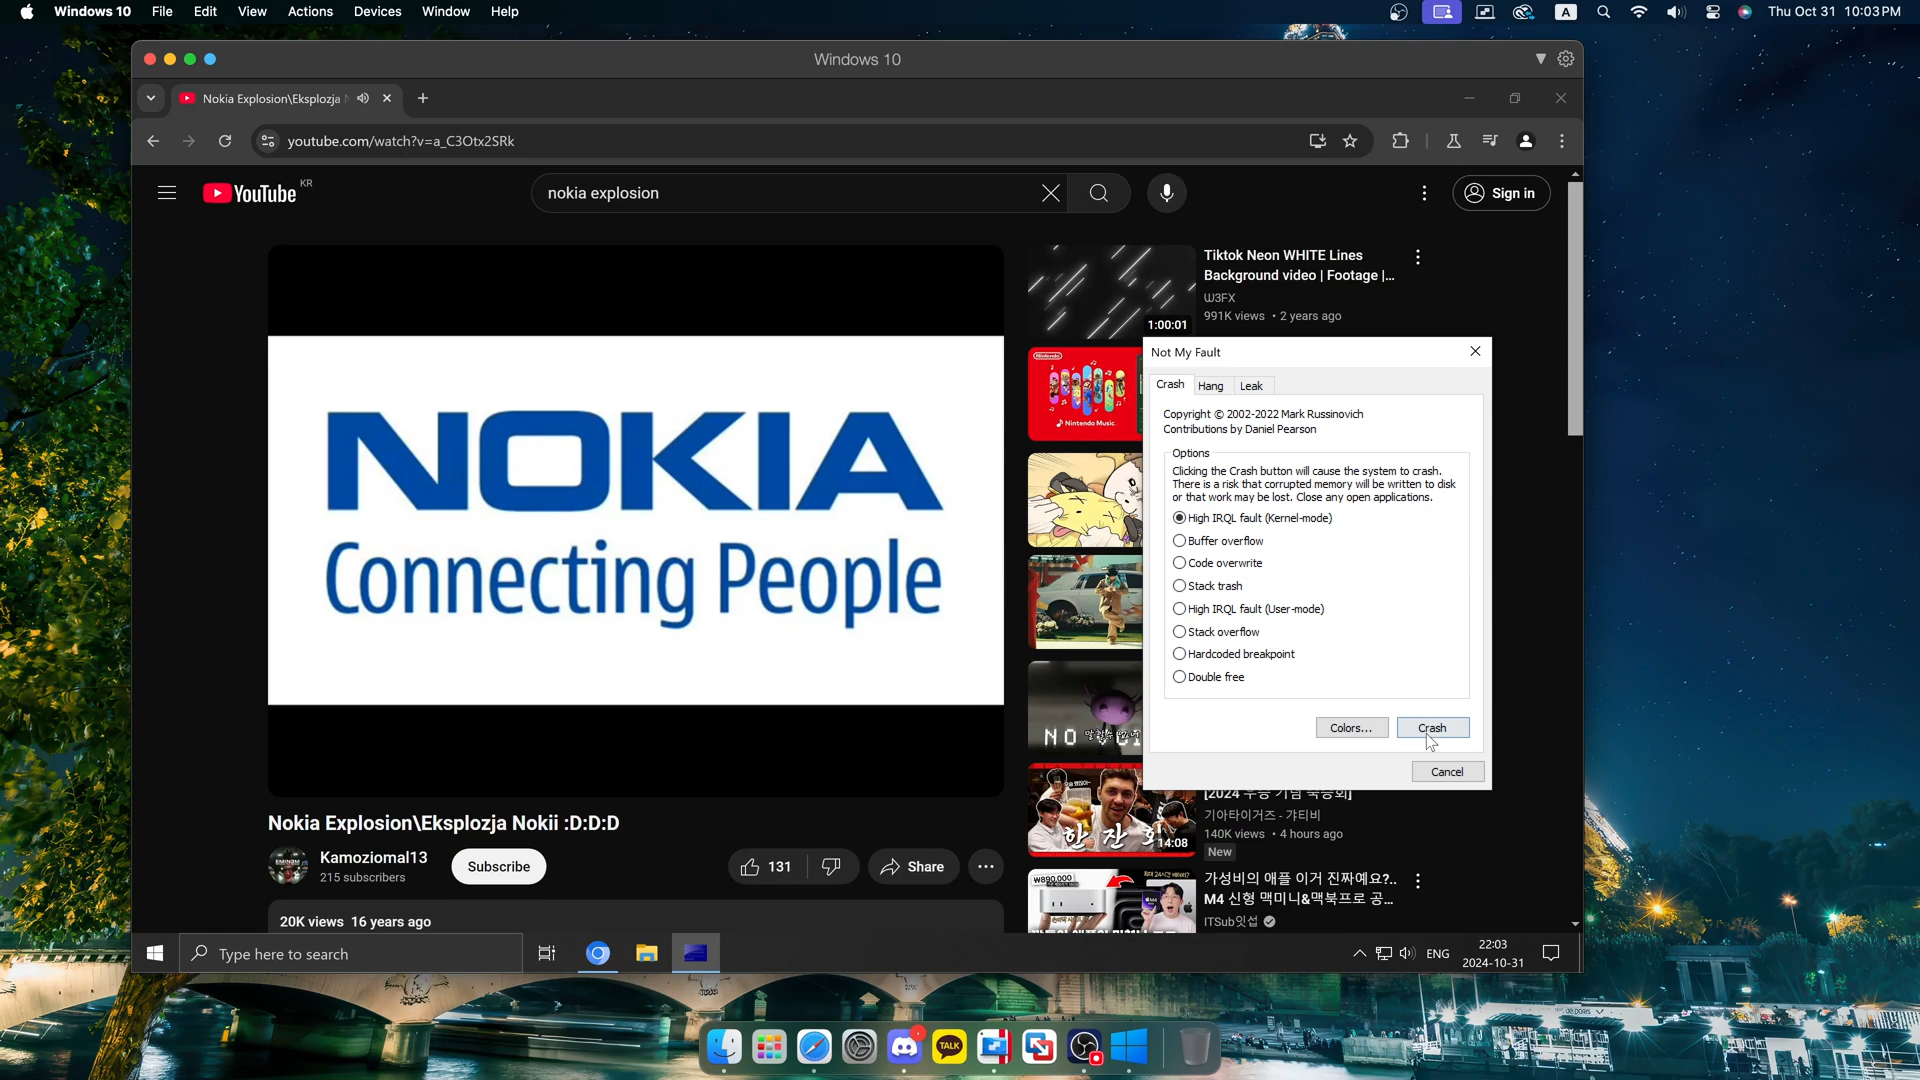 Windows 10 File Edit View Actions Devices Window Help
A
Thu Oct 31 10:03 PM
Windows 10
Nokia Explosion\Eksplozja
youtube.com/watch?v=a_C3Otx2SRk
YouTube KR
nokia explosion
Sign in
NOKIA
Connecting People
Tiktok Neon WHITE Lines
Background video | Footage |...
W3FX
991K views • 2 years ago
1:00:01
Nintendo
Nintendo Music
Not My Fault
Crash Hang Leak
Copyright © 2002-2022 Mark Russinovich
Contributions by Daniel Pearson
Options
Clicking the Crash button will cause the system to crash.
There is a risk that corrupted memory will be written to disk
or that work may be lost. Close any open applications.
High IRQL fault (Kernel-mode)
Buffer overflow
Code overwrite
Stack trash
High IRQL fault (User-mode)
Stack overflow
Hardcoded breakpoint
Double free
Colors... Crash
Cancel
14:08
기아타이거즈 - 갸티비
140K views • 4 hours ago
New
₩890,000
가성비의 애플 이거 진짜예요?..
M4 신형 맥미니&맥북프로 공...
ITSub잇섭
Nokia Explosion\Eksplozja Nokii :D:D:D
Kamoziomal13
215 subscribers
Subscribe
131
Share
20K views 16 years ago
Type here to search
ENG
22:03
2024-10-31
TALK